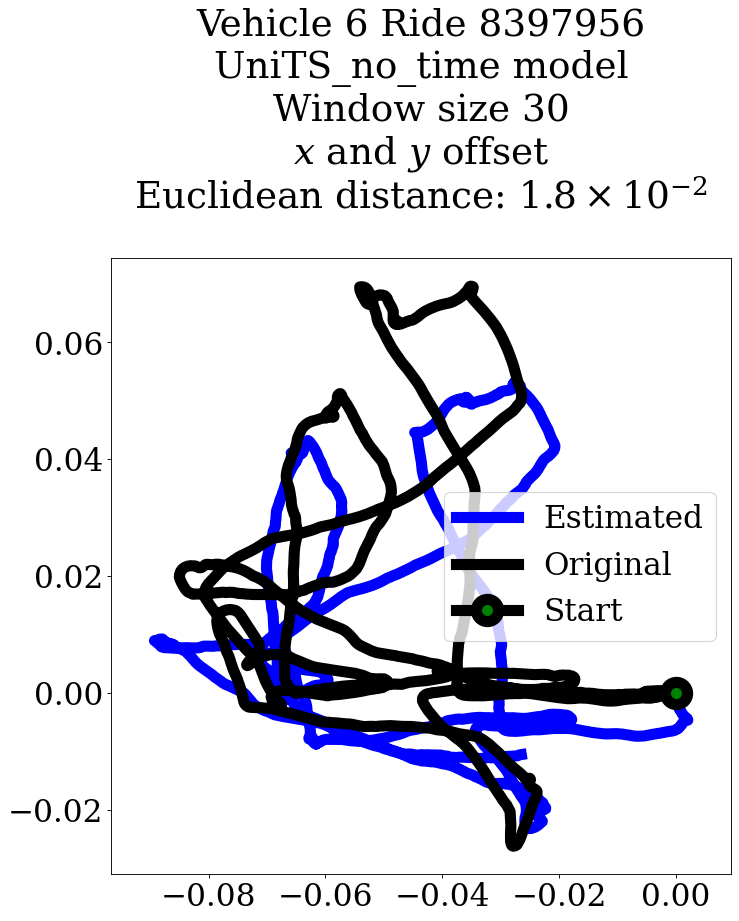 Vehicle 6 Ride 8397956
UniTS_no_time model
Window size 30
x and y offset
Euclidean distance: 1.8 × 10⁻²
0.06
0.04
0.02
0.00
−0.02
Estimated
Original
Start
−0.08 −0.06 −0.04 −0.02 0.00